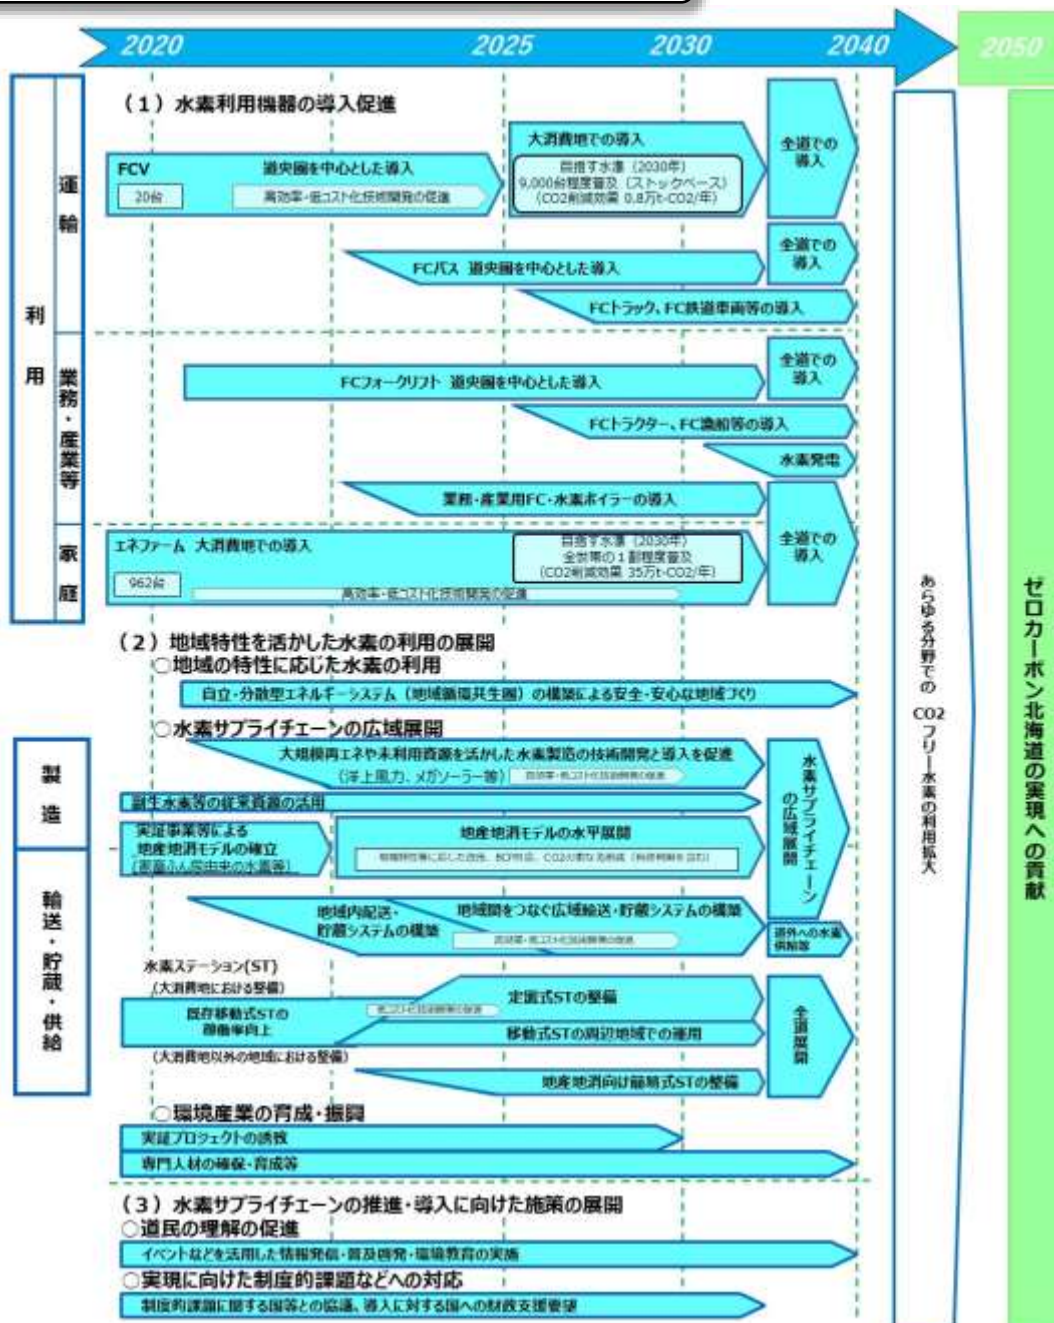 2020
2025
2030
2040
2050
(1)水素利用機器の導入促進
利用
運輸
FCV
道央圏を中心とした導入
20台
高効率・低コスト化技術開発の促進
大消費地での導入
目指す水準(2030年)
9,000台程度普及(ストックベース)
(CO2削減効果 0.8万t-CO2/年)
全道での
導入
FCバス 道央圏を中心とした導入
全道での
導入
FCトラック、FC鉄道車両等の導入
業務・産業等
FCフォークリフト 道央圏を中心とした導入
全道での
導入
FCトラクター、FC漁船等の導入
水素発電
業務・産業用FC・水素ボイラーの導入
家庭
エネファーム 大消費地での導入
962台
目指す水準(2030年)
全世帯の1割程度普及
(CO2削減効果 35万t-CO2/年)
高効率・低コスト化技術開発の促進
全道での
導入
(2)地域特性を活かした水素の利用の展開
○地域の特性に応じた水素の利用
自立・分散型エネルギーシステム(地域循環共生圏)の構築による安全・安心な地域づくり
○水素サプライチェーンの広域展開
製造
大規模再エネや未利用資源を活かした水素製造の技術開発と導入を促進
(洋上風力、メガソーラー等)
高効率・低コスト化技術開発の促進
副生水素等の従来資源の活用
実証事業等による
地産地消モデルの確立
(家畜ふん尿由来の水素等)
地産地消モデルの水平展開
水素サプライチェーン
の広域展開
輸送・貯蔵・供給
地域内配送・
貯蔵システムの構築
地域間をつなぐ広域輸送・貯蔵システムの構築
道外への水素
供給等
水素ステーション(ST)
(大消費地における整備)
既存移動式STの
稼働率向上
定置式STの整備
移動式STの周辺地域での運用
(大消費地以外の地域における整備)
地産地消向け簡易式STの整備
全道展開
○環境産業の育成・振興
実証プロジェクトの誘致
専門人材の確保・育成等
(3)水素サプライチェーンの推進・導入に向けた施策の展開
○道民の理解の促進
イベントなどを活用した情報発信・普及啓発・環境教育の実施
○実現に向けた制度的課題などへの対応
制度的課題に関する国等との協議、導入に対する国への財政支援要望
あらゆる分野での CO2 フリー水素の利用拡大
ゼロカーボン北海道の実現への貢献